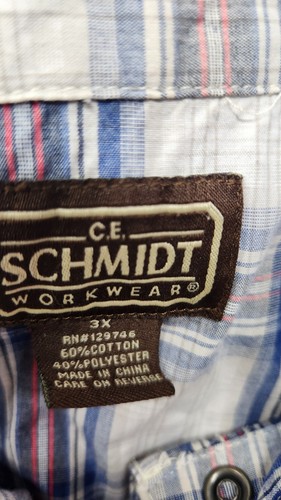 C.E.
SCHMIDT
WORKWEAR®
3X
RN#129746
60%COTTON
40%POLYESTER
MADE IN CHINA
CARE ON REVERSE